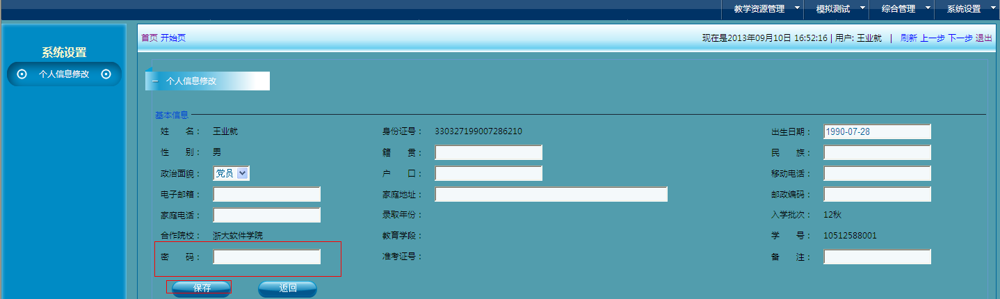 教学资源管理 模拟测试 综合管理 系统设置
系统设置
个人信息修改
首页 开始页 现在是2013年09月10日 16:52:16 | 用户: 王业就 | 刷新 上一步 下一步 退出
个人信息修改
基本信息
姓 名： 王业就 身份证号： 330327199007286210 出生日期： 1990-07-28
性 别： 男 籍 贯： 民 族：
政治面貌： 党员 户 口： 移动电话：
电子邮箱： 家庭地址： 邮政编码：
家庭电话： 录取年份： 入学批次： 12秋
合作院校： 浙大软件学院 教育学段： 学 号： 10512588001
密 码： 准考证号： 备 注：
保存 返回